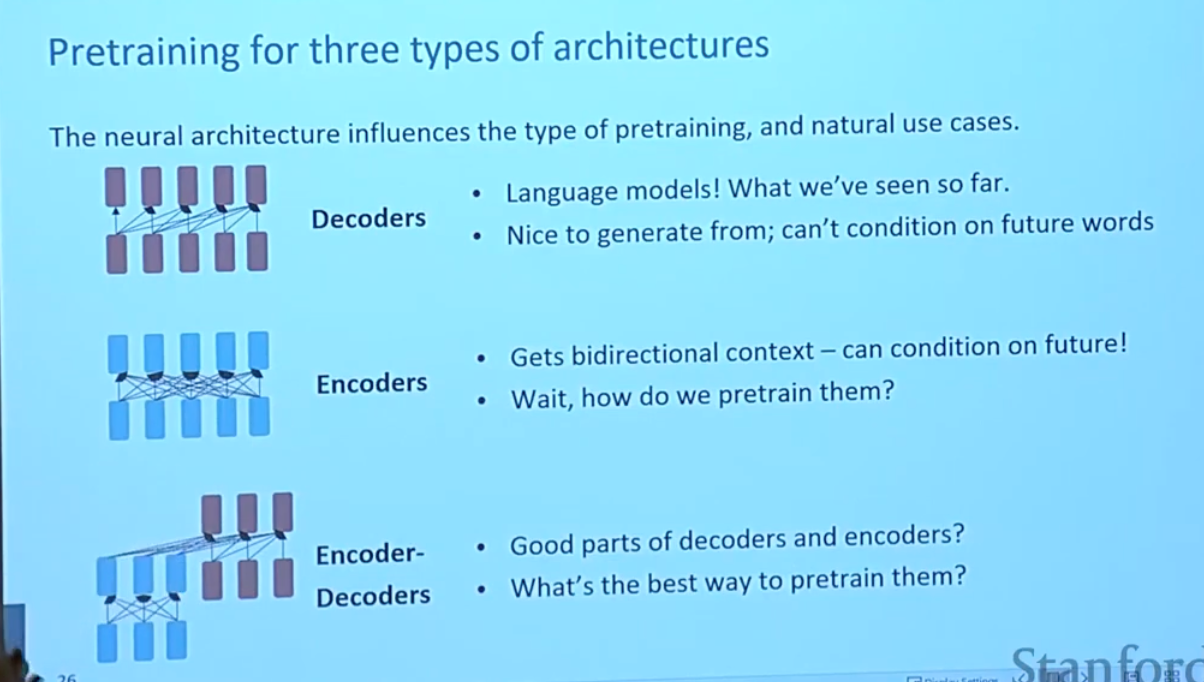 Pretraining for three types of architectures
The neural architecture influences the type of pretraining, and natural use cases.
Decoders
• Language models! What we've seen so far.
• Nice to generate from; can't condition on future words
Encoders
• Gets bidirectional context – can condition on future!
• Wait, how do we pretrain them?
Encoder-
Decoders
• Good parts of decoders and encoders?
• What's the best way to pretrain them?
26
Display Settings
Stanford